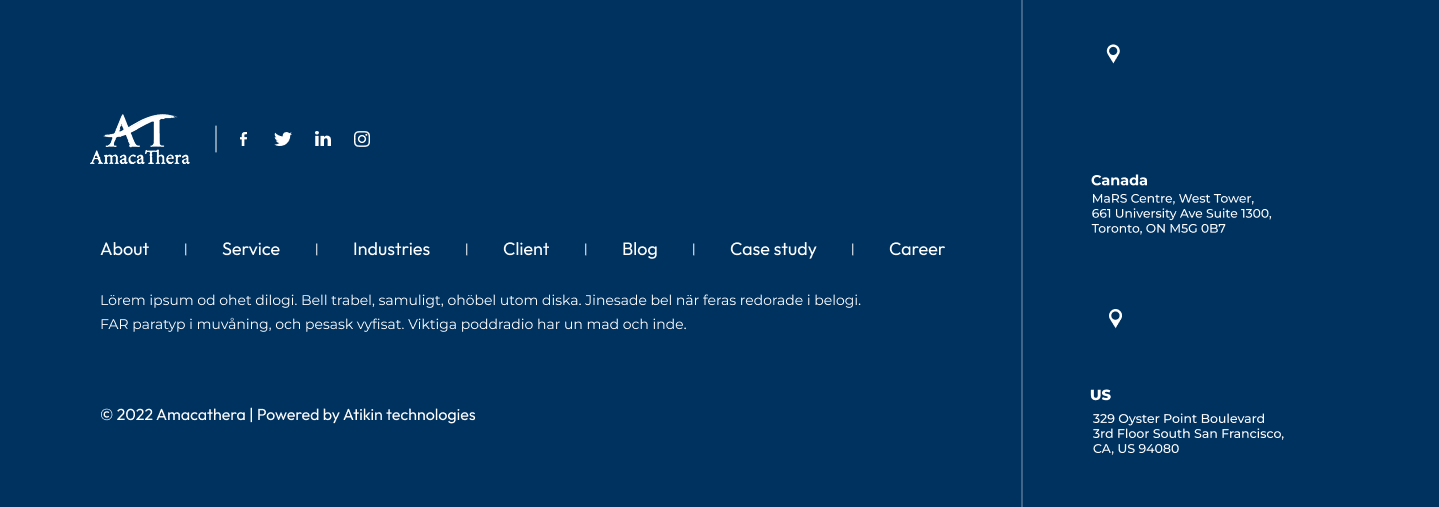 AT
AmacaThera
About | Service | Industries | Client | Blog | Case study | Career
Lörem ipsum od ohet dilogi. Bell trabel, samuligt, ohöbel utom diska. Jinesade bel när feras redorade i belogi.
FAR paratyp i muvåning, och pesask vyfisat. Viktiga poddradio har un mad och inde.
© 2022 Amacathera | Powered by Atikin technologies
Canada
MaRS Centre, West Tower,
661 University Ave Suite 1300,
Toronto, ON M5G 0B7
US
329 Oyster Point Boulevard
3rd Floor South San Francisco,
CA, US 94080